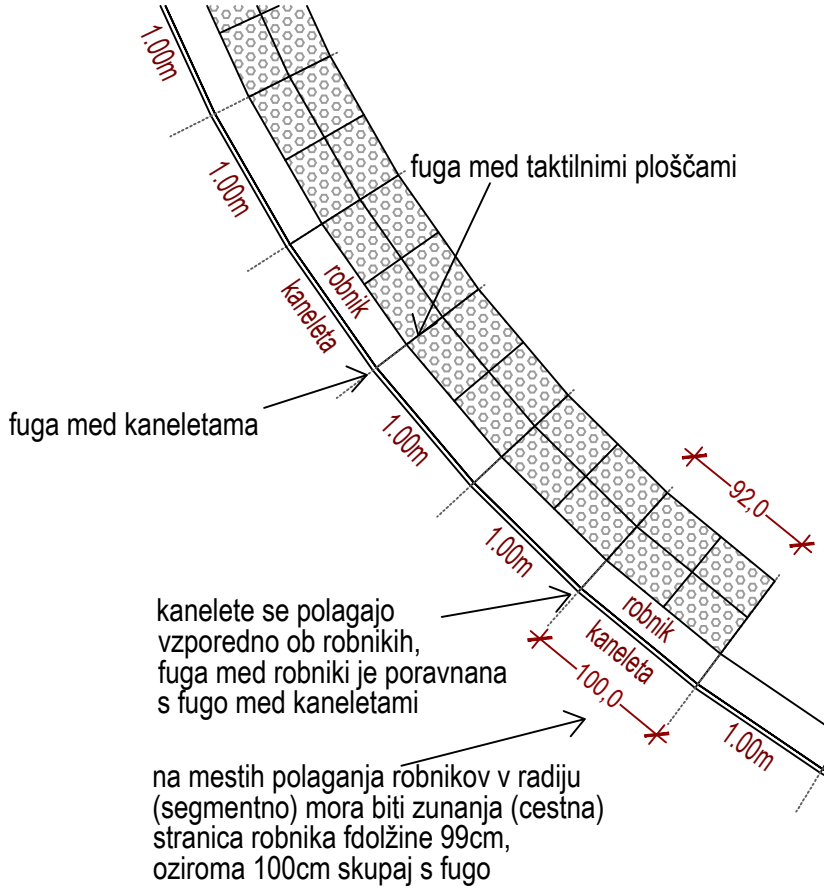 1.00m
1.00m
fuga med taktilnimi ploščami
robnik
kaneleta
fuga med kaneletama
1.00m
92,0
1.00m
kanelete se polagajo
vzporedno ob robnikih,
fuga med robniki je poravnana
s fugo med kaneletami
robnik
kaneleta
100,0
1.00m
na mestih polaganja robnikov v radiju
(segmentno) mora biti zunanja (cestna)
stranica robnika fdolžine 99cm,
oziroma 100cm skupaj s fugo